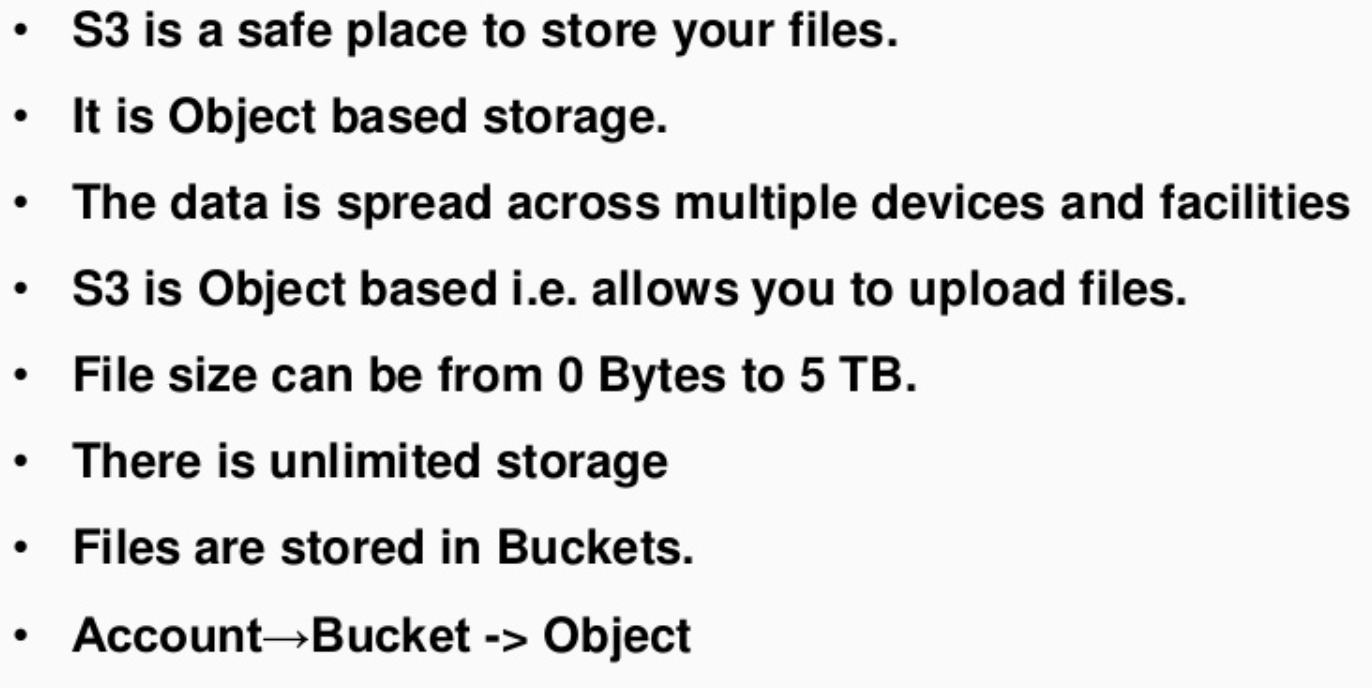 • S3 is a safe place to store your files.
• It is Object based storage.
• The data is spread across multiple devices and facilities
• S3 is Object based i.e. allows you to upload files.
• File size can be from 0 Bytes to 5 TB.
• There is unlimited storage
• Files are stored in Buckets.
• Account→Bucket -> Object